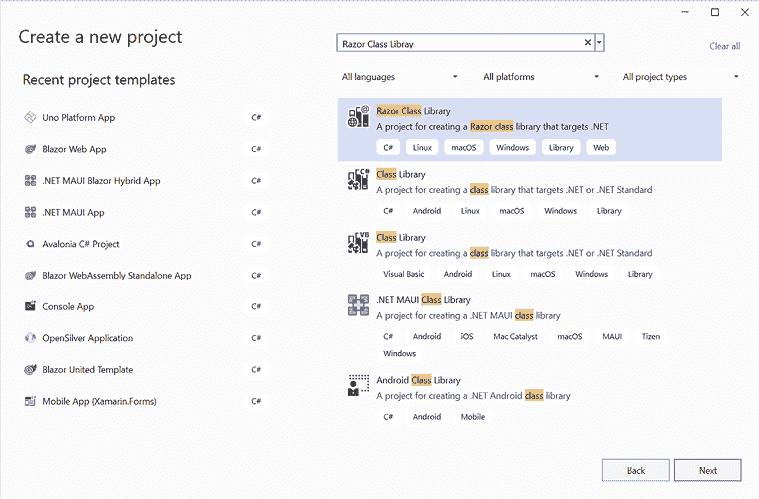 Create a new project
Razor Class Libray
Clear all
Recent project templates
All languages
All platforms
All project types
Uno Platform App C#
Blazor Web App C#
.NET MAUI Blazor Hybrid App C#
.NET MAUI App C#
Avalonia C# Project C#
Blazor WebAssembly Standalone App C#
Console App C#
OpenSilver Application C#
Blazor United Template C#
Mobile App (Xamarin.Forms) C#
Razor Class Library
A project for creating a Razor class library that targets .NET
C# Linux macOS Windows Library Web
C#
Class Library
A project for creating a class library that targets .NET or .NET Standard
C# Android Linux macOS Windows Library
VB
Class Library
A project for creating a class library that targets .NET or .NET Standard
Visual Basic Android Linux macOS Windows Library
.NET MAUI Class Library
A project for creating a .NET MAUI class library
C# Android iOS Mac Catalyst macOS MAUI Tizen
Windows
Android Class Library
A project for creating a .NET Android class library
C# Android Mobile
Back
Next